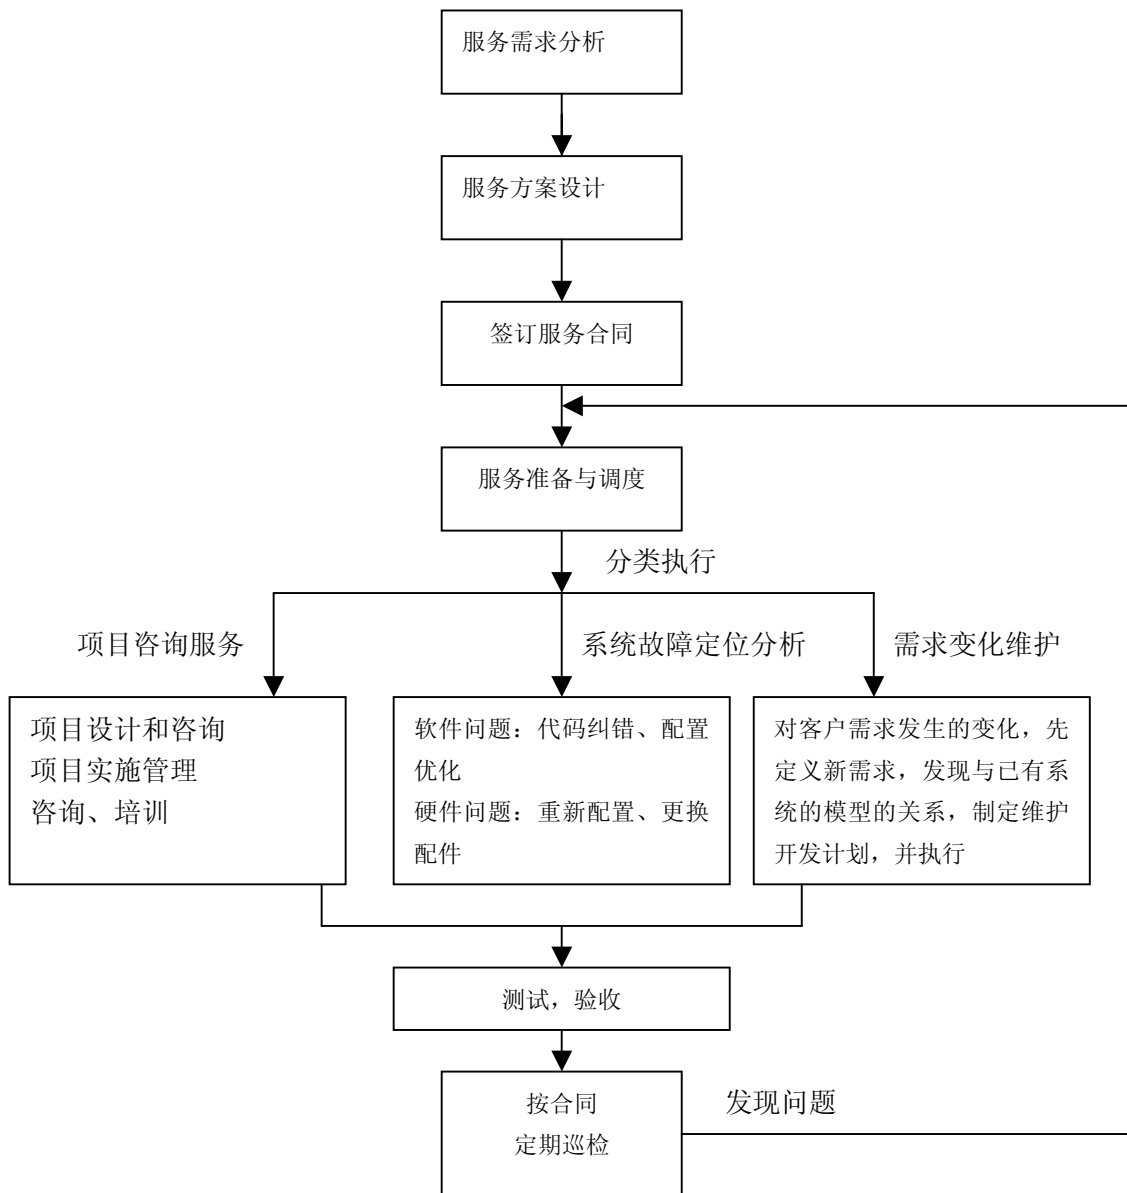 服务需求分析
服务方案设计
签订服务合同
服务准备与调度
分类执行
项目咨询服务
系统故障定位分析
需求变化维护
项目设计和咨询
项目实施管理
咨询、培训
软件问题：代码纠错、配置
优化
硬件问题：重新配置、更换
配件
对客户需求发生的变化，先
定义新需求，发现与已有系
统的模型的关系，制定维护
开发计划，并执行
测试，验收
按合同
定期巡检
发现问题